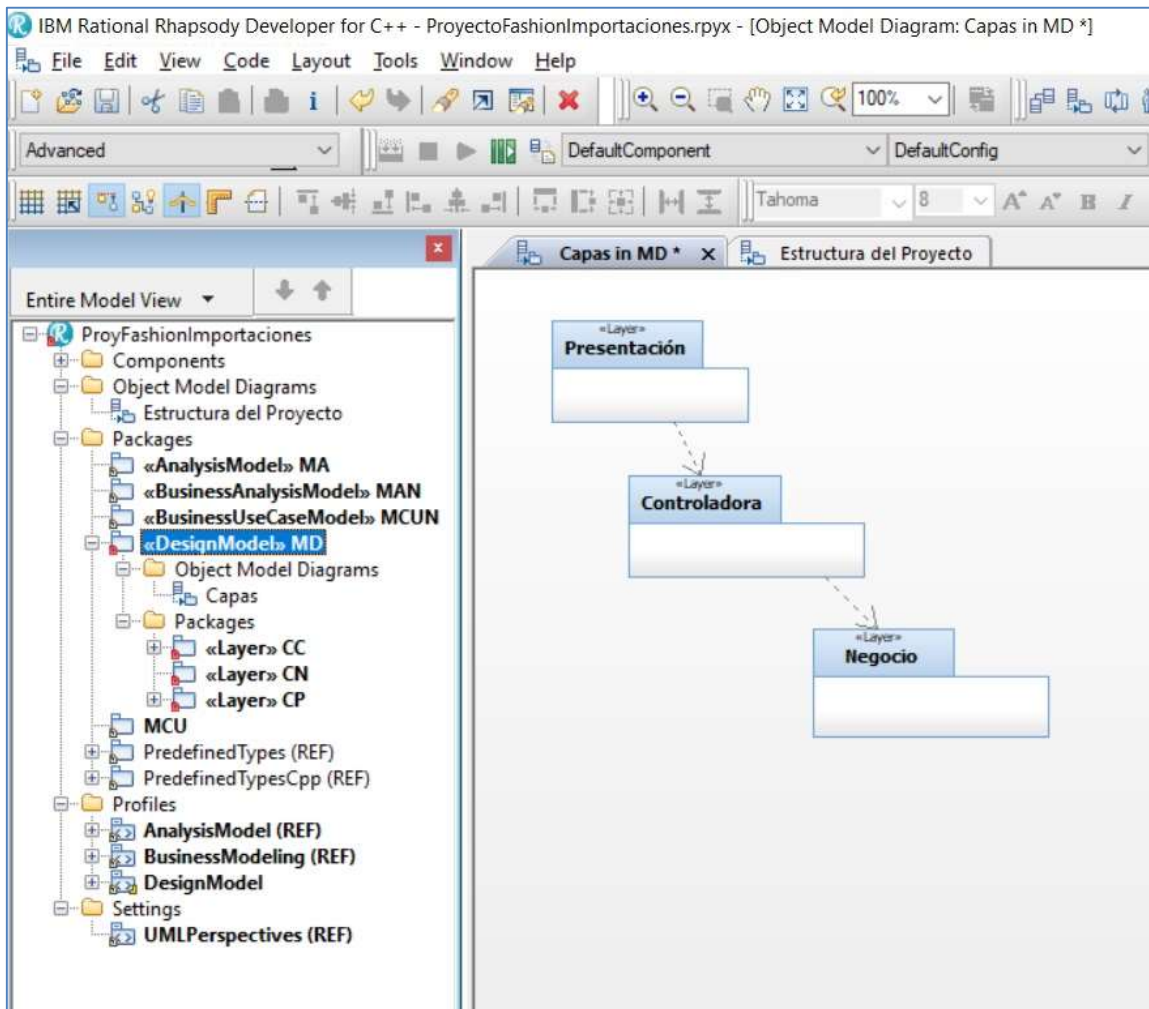 IBM Rational Rhapsody Developer for C++ - ProyectoFashionImportaciones.rpyx - [Object Model Diagram: Capas in MD *]
File Edit View Code Layout Tools Window Help
100%
Advanced DefaultComponent DefaultConfig
Tahoma 8 A A B I
Capas in MD * Estructura del Proyecto
Entire Model View
ProyFashionImportaciones
Components
Object Model Diagrams
Estructura del Proyecto
Packages
«AnalysisModel» MA
«BusinessAnalysisModel» MAN
«BusinessUseCaseModel» MCUN
«DesignModel» MD
Object Model Diagrams
Capas
Packages
«Layer» CC
«Layer» CN
«Layer» CP
MCU
PredefinedTypes (REF)
PredefinedTypesCpp (REF)
Profiles
AnalysisModel (REF)
BusinessModeling (REF)
DesignModel
Settings
UMLPerspectives (REF)
«Layer»
Presentación
«Layer»
Controladora
«Layer»
Negocio